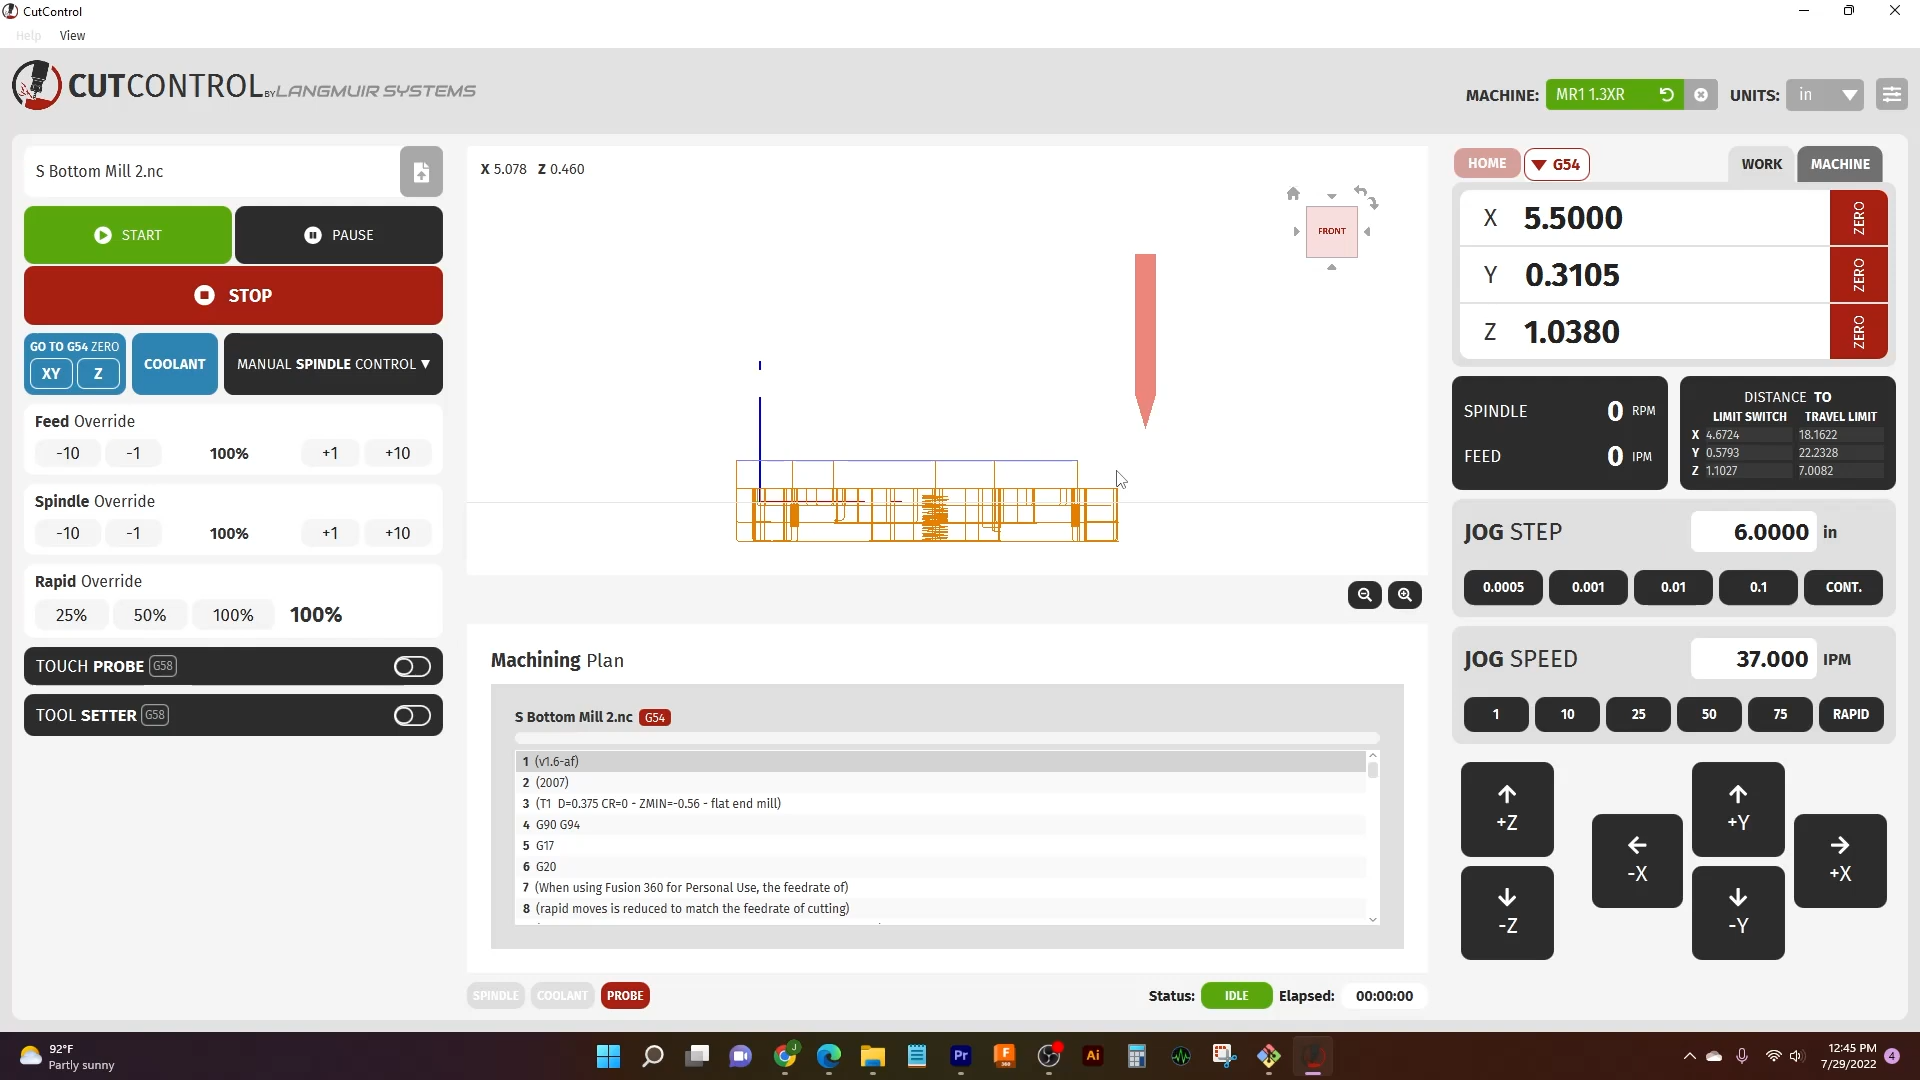 CutControl
Help View
CUTCONTROL BY LANGMUIR SYSTEMS
MACHINE: MR1 1.3XR UNITS: in
S Bottom Mill 2.nc
START
PAUSE
STOP
GO TO G54 ZERO
XY Z
COOLANT
MANUAL SPINDLE CONTROL ▼
Feed Override
-10 -1 100% +1 +10
Spindle Override
-10 -1 100% +1 +10
Rapid Override
25% 50% 100% 100%
TOUCH PROBE G58
TOOL SETTER G58
X 5.078 Z 0.460
FRONT
Machining Plan
S Bottom Mill 2.nc G54
1 (v1.6-af)
2 (2007)
3 (T1 D=0.375 CR=0 - ZMIN=-0.56 - flat end mill)
4 G90 G94
5 G17
6 G20
7 (When using Fusion 360 for Personal Use, the feedrate of)
8 (rapid moves is reduced to match the feedrate of cutting)
SPINDLE COOLANT PROBE
Status: IDLE Elapsed: 00:00:00
HOME G54 WORK MACHINE
X 5.5000 ZERO
Y 0.3105 ZERO
Z 1.0380 ZERO
SPINDLE 0 RPM
FEED 0 IPM
DISTANCE TO
LIMIT SWITCH TRAVEL LIMIT
X 4.6724 18.1622
Y 0.5793 22.2328
Z 1.1027 7.0082
JOG STEP 6.0000 in
0.0005 0.001 0.01 0.1 CONT.
JOG SPEED 37.000 IPM
1 10 25 50 75 RAPID
+Z
+Y
-X
+X
-Z
-Y
92°F
Partly sunny
Pr
F
360
Ai
J
12:45 PM
7/29/2022
4